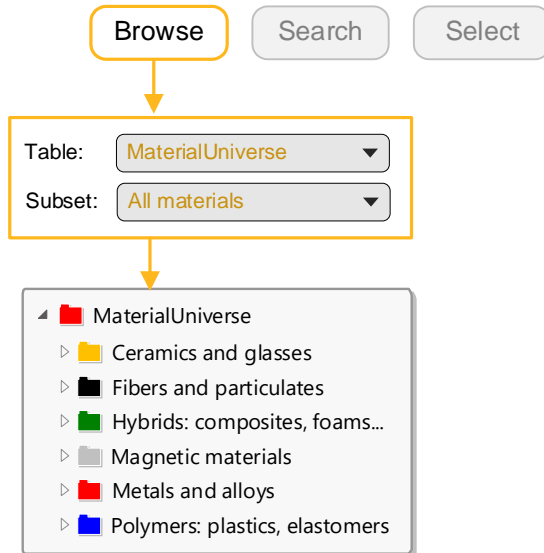 Browse Search Select
Table: MaterialUniverse
Subset: All materials
MaterialUniverse
Ceramics and glasses
Fibers and particulates
Hybrids: composites, foams...
Magnetic materials
Metals and alloys
Polymers: plastics, elastomers